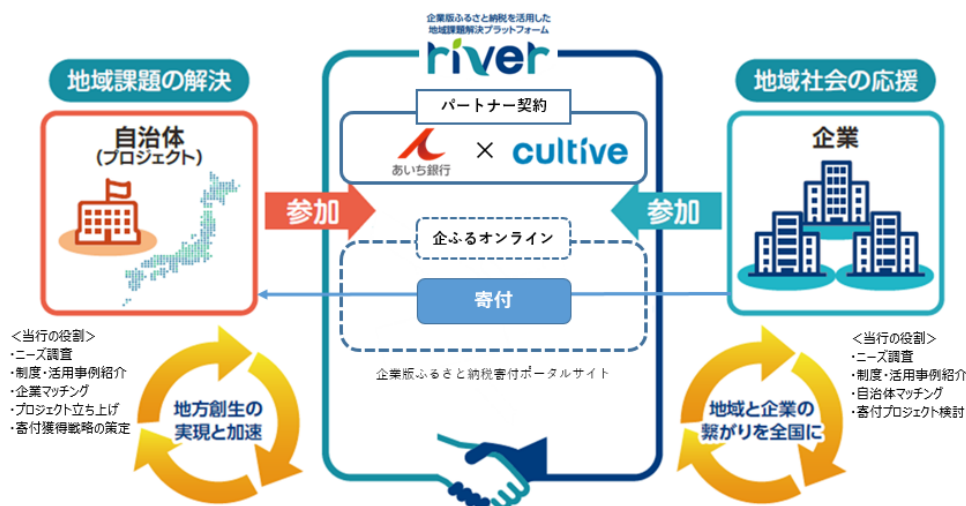 企業版ふるさと納税を活用した
地域課題解決プラットフォーム
river
地域課題の解決
自治体
(プロジェクト)
参加
パートナー契約
あいち銀行
×
cultive
企ふるオンライン
寄付
企業版ふるさと納税寄付ポータルサイト
地域社会の応援
企業
参加
＜当行の役割＞
・ニーズ調査
・制度・活用事例紹介
・企業マッチング
・プロジェクト立ち上げ
・寄付獲得戦略の策定
地方創生の
実現と加速
地域と企業の
繋がりを全国に
＜当行の役割＞
・ニーズ調査
・制度・活用事例紹介
・自治体マッチング
・寄付プロジェクト検討